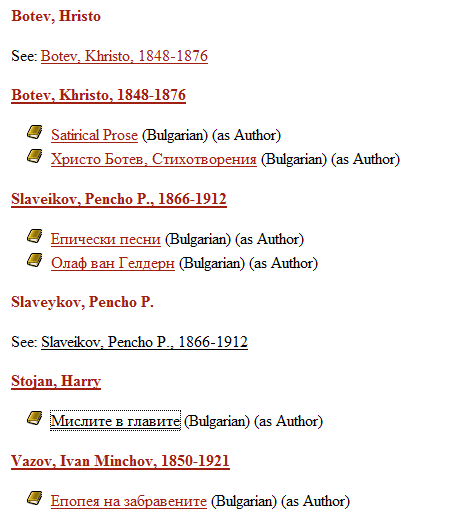 Botev, Hristo
See: Botev, Khristo, 1848-1876
Botev, Khristo, 1848-1876
Satirical Prose (Bulgarian) (as Author)
Христо Ботев, Стихотворения (Bulgarian) (as Author)
Slaveikov, Pencho P., 1866-1912
Епически песни (Bulgarian) (as Author)
Олаф ван Гелдерн (Bulgarian) (as Author)
Slaveykov, Pencho P.
See: Slaveikov, Pencho P., 1866-1912
Stojan, Harry
Мислите в главите (Bulgarian) (as Author)
Vazov, Ivan Minchov, 1850-1921
Епопея на забравените (Bulgarian) (as Author)